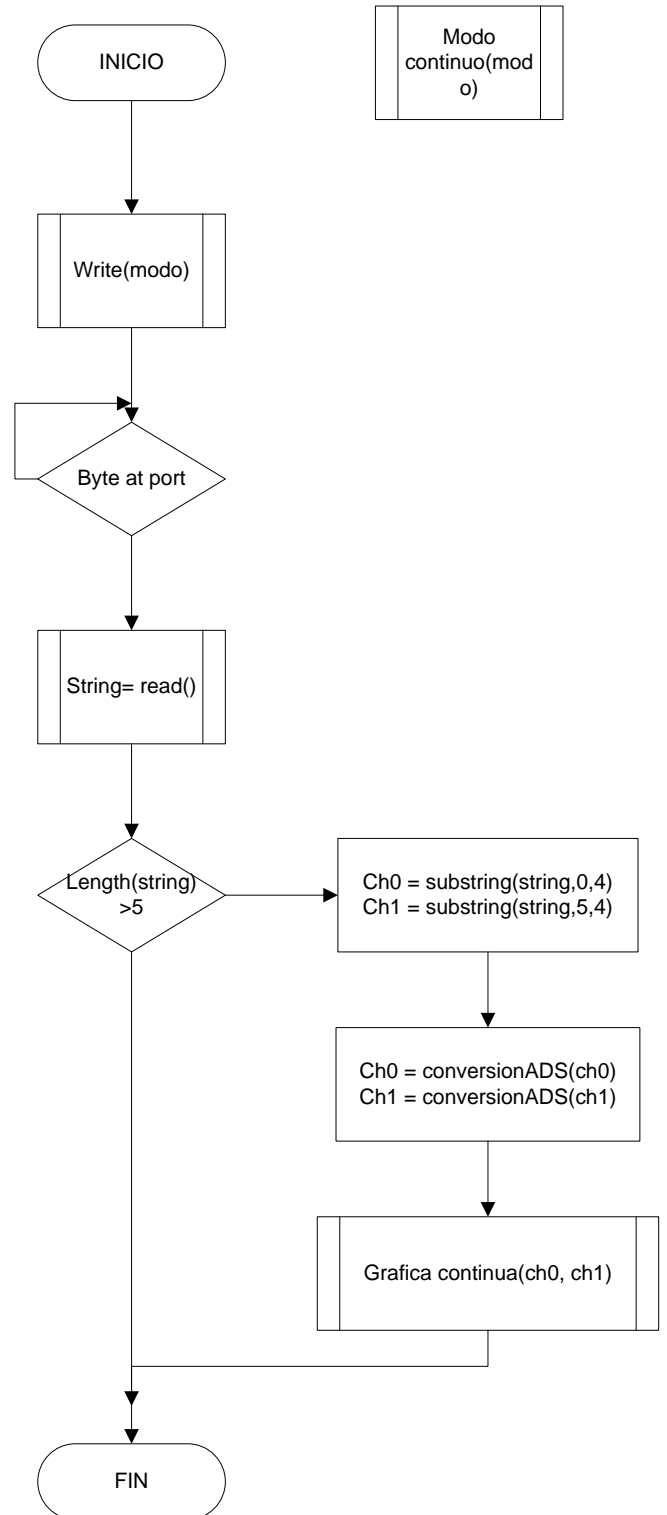 INICIO
Modo
continuo(mod
o)
Write(modo)
Byte at port
String= read()
Length(string)
>5
Ch0 = substring(string,0,4)
Ch1 = substring(string,5,4)
Ch0 = conversionADS(ch0)
Ch1 = conversionADS(ch1)
Grafica continua(ch0, ch1)
FIN